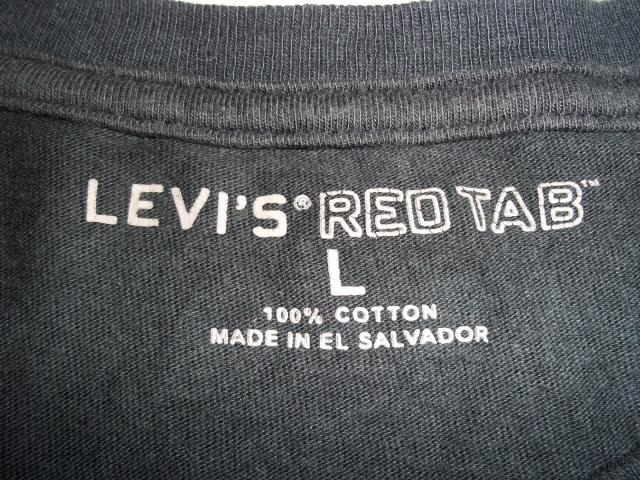 LEVI'S® RED TAB™
L
100% COTTON
MADE IN EL SALVADOR